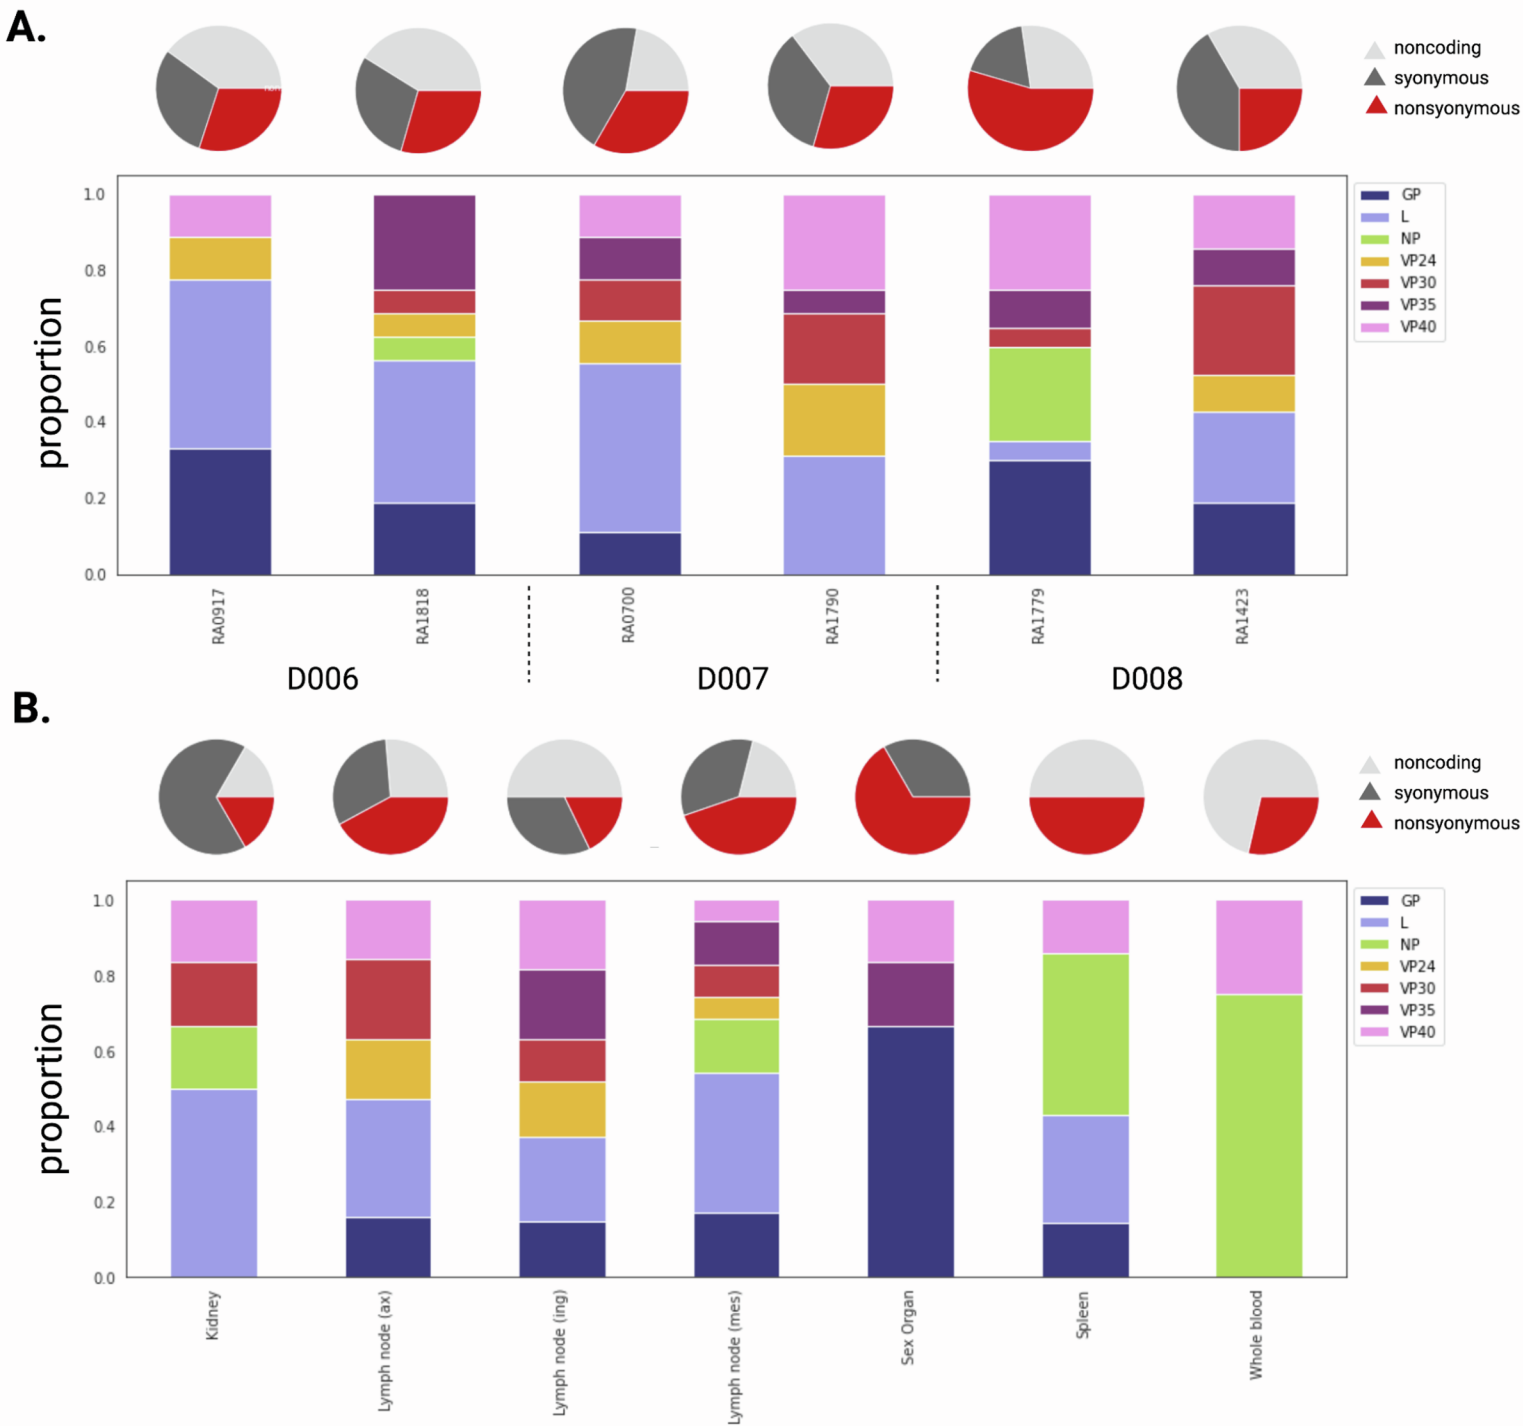 A.
noncoding
syonymous
nonsyonymous
proportion
1.0
0.8
0.6
0.4
0.2
0.0
GP
L
NP
VP24
VP30
VP35
VP40
RA0917
RA1818
RA0700
RA1790
RA1779
RA1423
D006
D007
D008
B.
noncoding
syonymous
nonsyonymous
proportion
1.0
0.8
0.6
0.4
0.2
0.0
GP
L
NP
VP24
VP30
VP35
VP40
Kidney
Lymph node (ax)
Lymph node (ing)
Lymph node (mes)
Sex Organ
Spleen
Whole blood